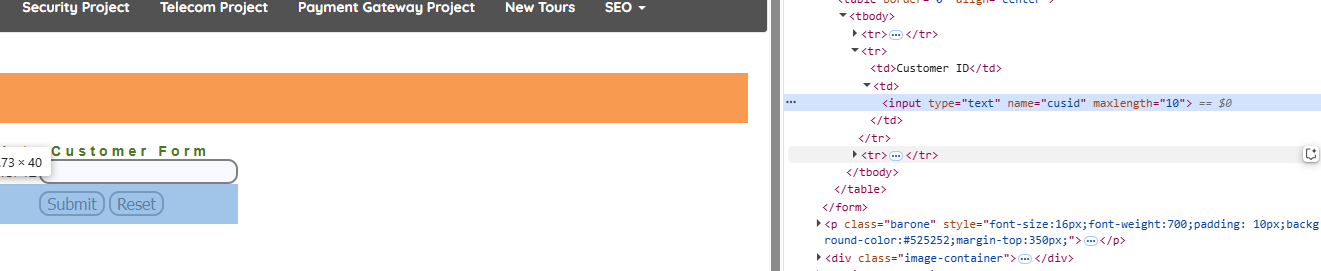 Security Project Telecom Project Payment Gateway Project New Tours SEO
Customer Form
.73 × 40
Submit Reset
<tbody>
<tr> ⋯ </tr>
<tr>
<td>Customer ID</td>
<td>
<input type="text" name="cusid" maxlength="10"> == $0
</td>
</tr>
<tr> ⋯ </tr>
</tbody>
</table>
</form>
<p class="barone" style="font-size:16px;font-weight:700;padding: 10px;backg
round-color:#525252;margin-top:350px;"> ⋯ </p>
<div class="image-container"> ⋯ </div>